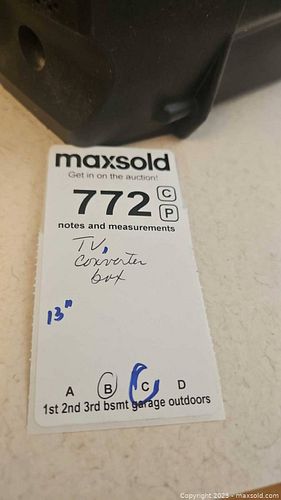 maxsold
Get in on the auction!
772 C
P
notes and measurements
TV,
converter
box
13"
A B C D
1st 2nd 3rd bsmt garage outdoors
Copyright 2023 - maxsold.com